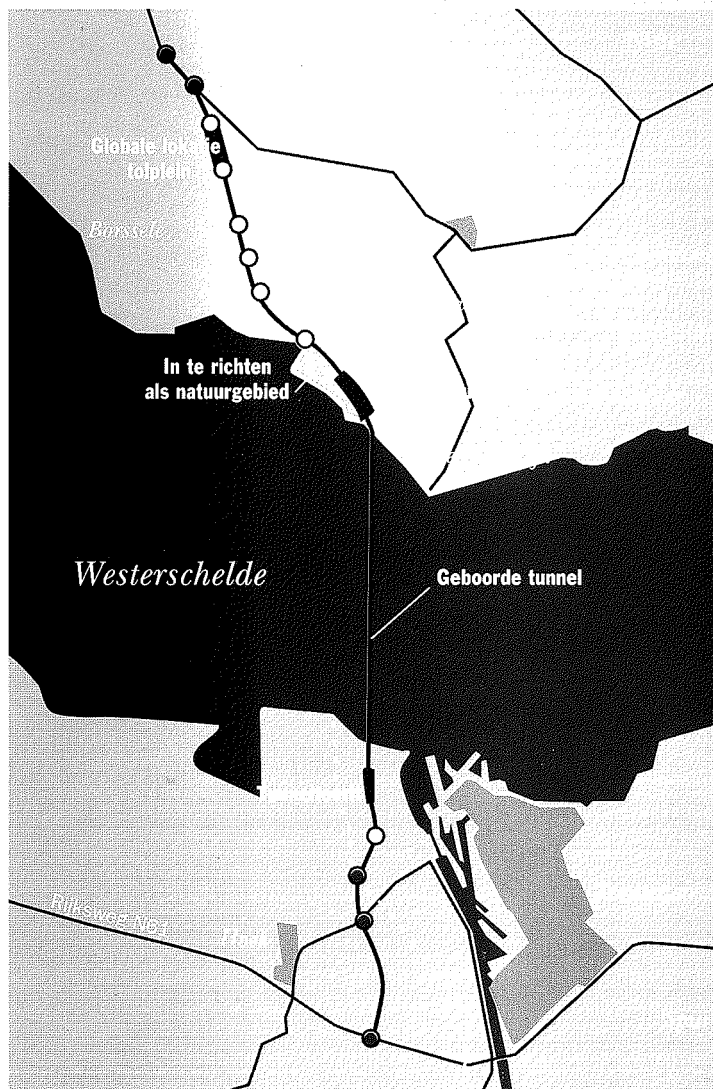 Globale lokatie
tolplein
Borssele
In te richten
als natuurgebied
Westerschelde
Geboorde tunnel
Rijksweg N61